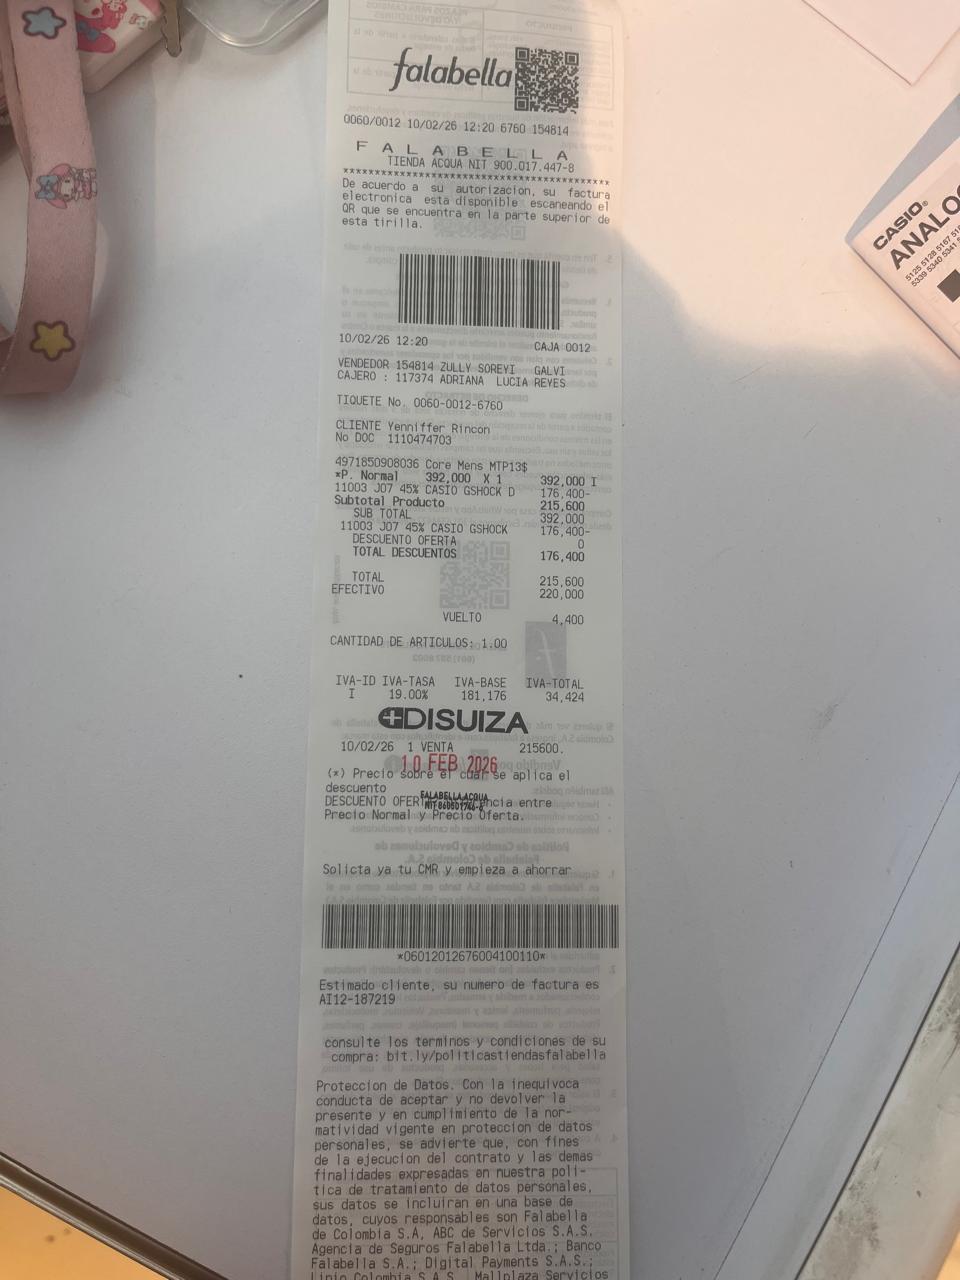 falabella
0060/0012 10/02/26 12:20 6760 154814
F A L A B E L L A
TIENDA ACQUA NIT 900.017.447-8
****************************************
De acuerdo a su autorizacion, su factura
electronica esta disponible escaneando el
QR que se encuentra en la parte superior de
esta tirilla.
10/02/26 12:20 CAJA 0012
VENDEDOR 154814 ZULLY SOREYI GALVI
CAJERO : 117374 ADRIANA LUCIA REYES
TIQUETE No. 0060-0012-6760
CLIENTE Yenniffer Rincon
No DOC 1110474703
4971850908036 Core Mens MTP13$
*P. Normal 392,000 X 1 392,000 I
11003 J07 45% CASIO GSHOCK D 176,400-
Subtotal Producto 215,600
SUB TOTAL 392,000
11003 J07 45% CASIO GSHOCK 176,400-
DESCUENTO OFERTA 0
TOTAL DESCUENTOS 176,400
TOTAL 215,600
EFECTIVO 220,000
VUELTO 4,400
CANTIDAD DE ARTICULOS: 1.00
IVA-ID IVA-TASA IVA-BASE IVA-TOTAL
I 19.00% 181,176 34,424
DISUIZA
10/02/26 1 VENTA 215600.
10 FEB 2026
(*) Precio sobre el cual se aplica el
descuento
FALABELLA ACQUA
DESCUENTO entre
Precio Normal y Precio Oferta.
Solicta ya tu CMR y empieza a ahorrar
*06012012676004100110*
Estimado cliente, su numero de factura es
AI12-187219
consulte los terminos y condiciones de su
compra: bit.ly/politicastiendasfalabella
Proteccion de Datos. Con la inequivoca
conducta de aceptar y no devolver la
presente y en cumplimiento de la nor-
matividad vigente en proteccion de datos
personales, se advierte que, con fines
de la ejecucion del contrato y las demas
finalidades expresadas en nuestra poli-
tica de tratamiento de datos personales,
sus datos se incluiran en una base de
datos, cuyos responsables son Falabella
de Colombia S.A, ABC de Servicios S.A.S.
Agencia de Seguros Falabella Ltda.; Banco
Falabella S.A.; Digital Payments S.A.S.;
Linio Colombia S.A.S., Mallplaza Servicios
CASIO®
ANALO